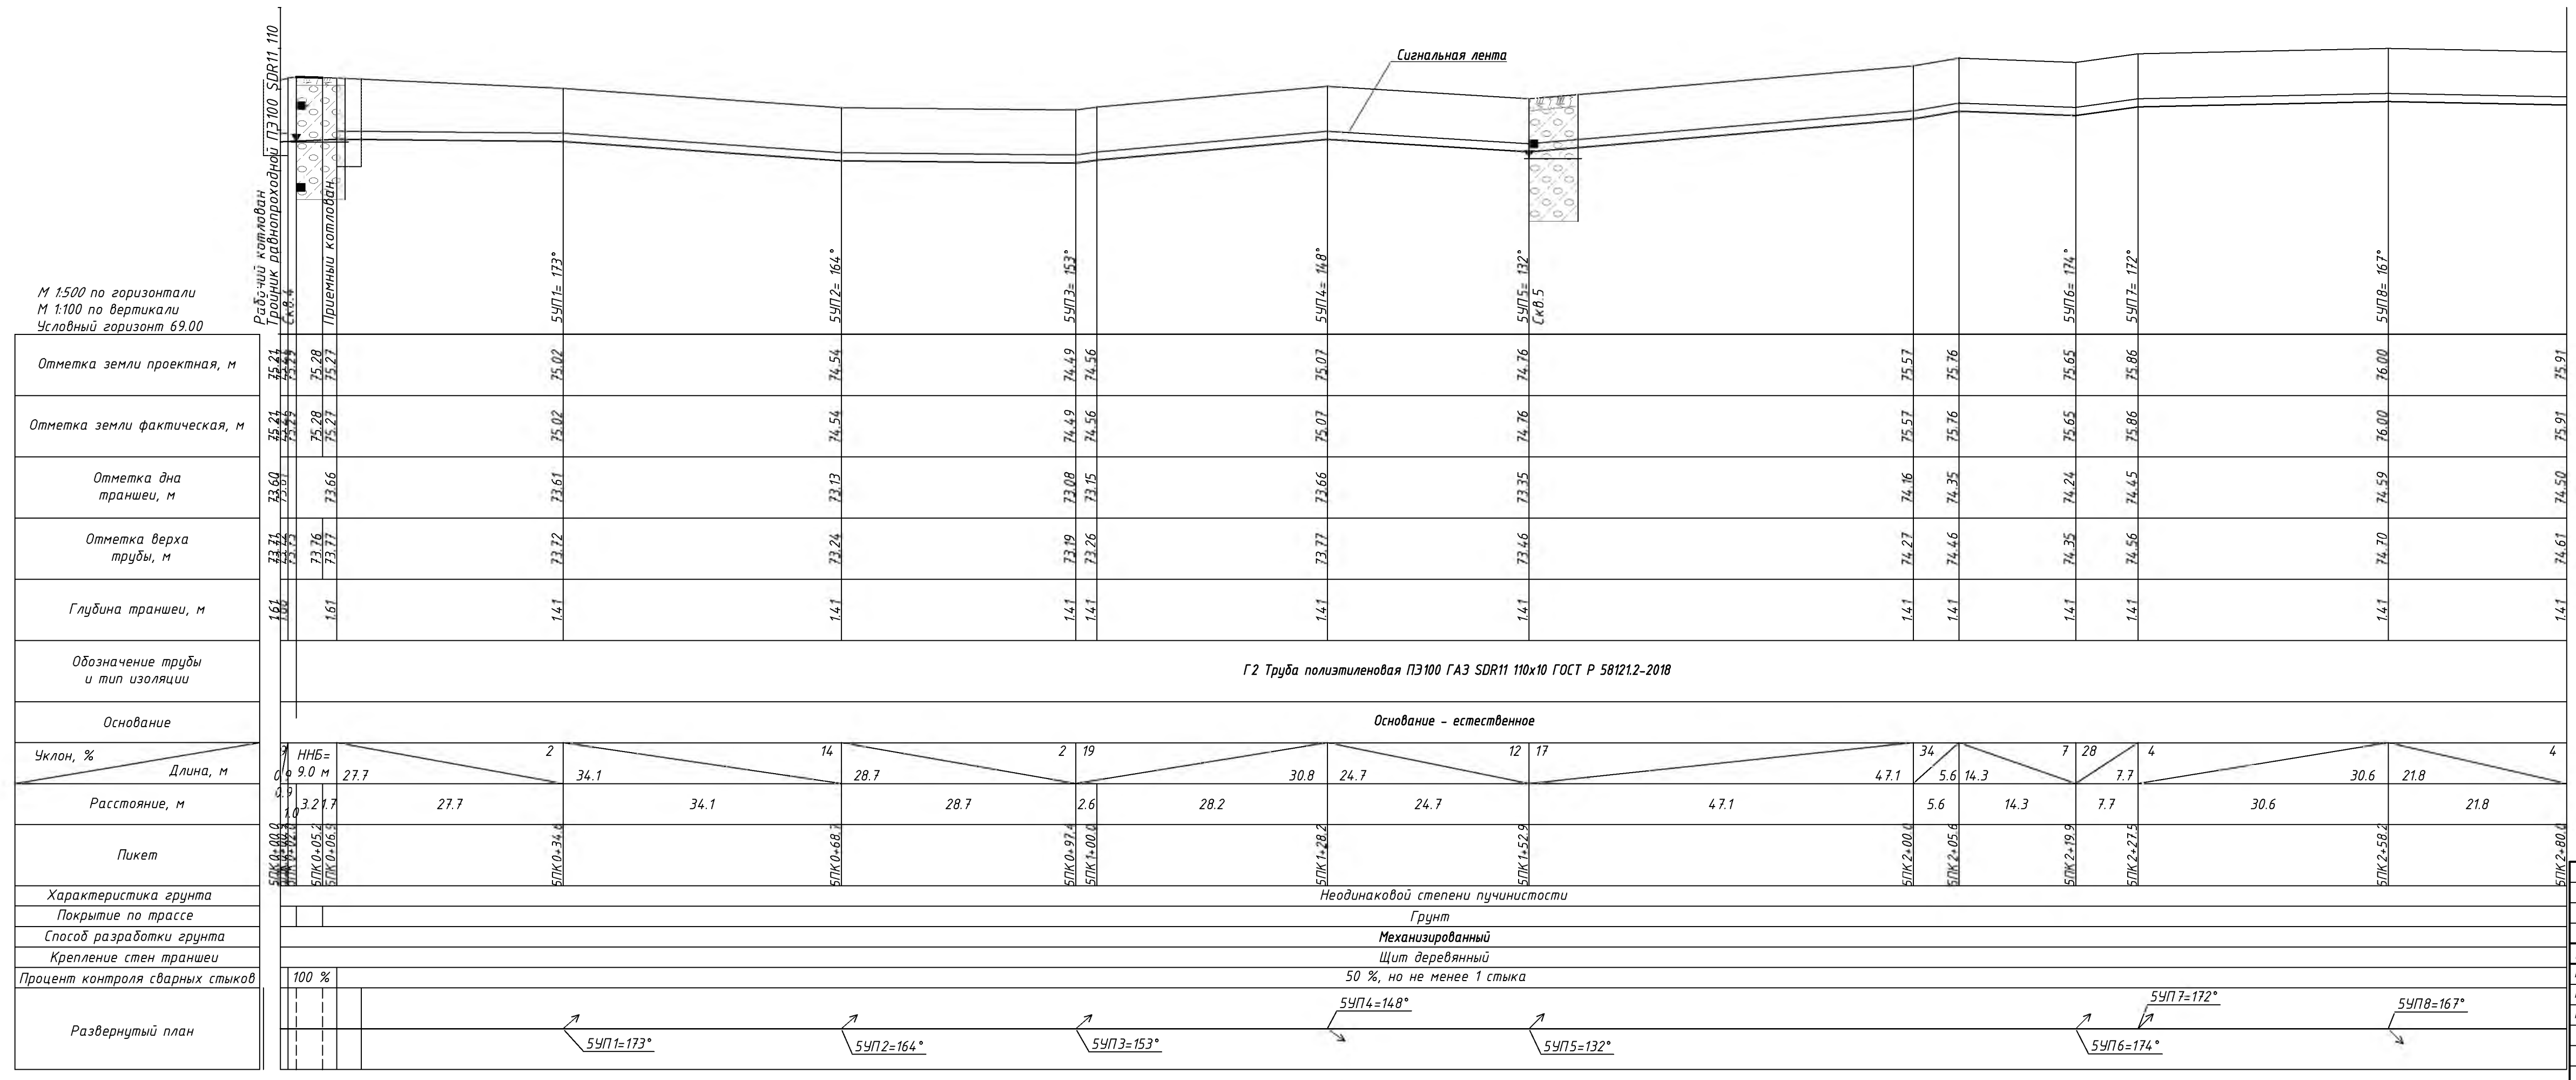 Сигнальная лента
Рабочий котлован
Тройник равнопроходной ПЭ100 SDR11 110
Скв.4
Приемный котлован
5УП1= 173°
5УП2= 164°
5УП3= 153°
5УП4= 148°
5УП5= 132°
Скв.5
5УП6= 174°
5УП7= 172°
5УП8= 167°
М 1:500 по горизонтали
М 1:100 по вертикали
Условный горизонт 69.00
Отметка земли проектная, м
75.21 75.29 75.28 75.27 75.02 74.54 74.49 74.56 75.07 74.76 75.57 75.76 75.65 75.86 76.00 75.91
Отметка земли фактическая, м
75.21 75.29 75.28 75.27 75.02 74.54 74.49 74.56 75.07 74.76 75.57 75.76 75.65 75.86 76.00 75.91
Отметка дна
траншеи, м
73.60 73.61 73.66 73.61 73.13 73.08 73.15 73.66 73.35 74.16 74.35 74.24 74.45 74.59 74.50
Отметка верха
трубы, м
73.71 73.76 73.77 73.72 73.24 73.19 73.26 73.77 73.46 74.27 74.46 74.35 74.56 74.70 74.61
Глубина траншеи, м
1.61 1.61 1.41 1.41 1.41 1.41 1.41 1.41 1.41 1.41 1.41 1.41 1.41 1.41
Обозначение трубы
и тип изоляции
Г2 Труба полиэтиленовая ПЭ100 ГАЗ SDR11 110х10 ГОСТ Р 58121.2-2018
Основание
Основание - естественное
Уклон, %
ННБ= 2 14 2 19 12 17 34 7 28 4 4
Длина, м
0.9 9.0 м 27.7 34.1 28.7 30.8 24.7 47.1 5.6 14.3 7.7 30.6 21.8
Расстояние, м
0.9 1.0 3.2 1.7 27.7 34.1 28.7 2.6 28.2 24.7 47.1 5.6 14.3 7.7 30.6 21.8
Пикет
5ПК0+00.0 5ПК0+05.2 5ПК0+06.9 5ПК0+34.6 5ПК0+68.7 5ПК0+97.4 5ПК1+00.0 5ПК1+28.2 5ПК1+52.9 5ПК2+00.0 5ПК2+05.6 5ПК2+19.9 5ПК2+27.5 5ПК2+58.2 5ПК2+80.0
Характеристика грунта
Неодинаковой степени пучинистости
Покрытие по трассе
Грунт
Способ разработки грунта
Механизированный
Крепление стен траншеи
Щит деревянный
Процент контроля сварных стыков
100 %
50 %, но не менее 1 стыка
Развернутый план
5УП1=173°
5УП2=164°
5УП3=153°
5УП4=148°
5УП5=132°
5УП6=174°
5УП7=172°
5УП8=167°